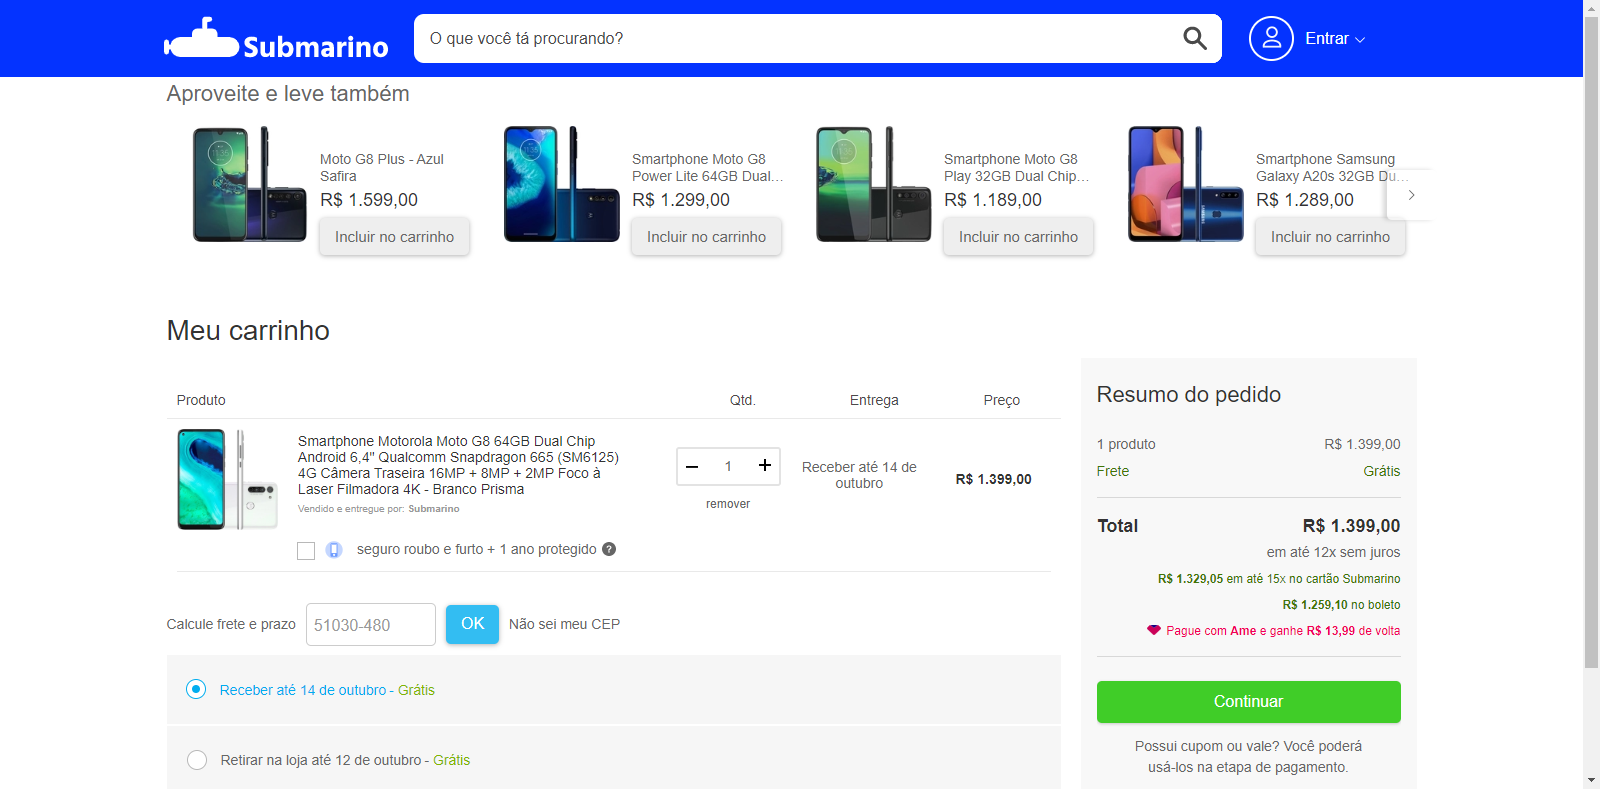 Submarino
O que você tá procurando?
Entrar
Aproveite e leve também
Moto G8 Plus - Azul
Safira
R$ 1.599,00
Incluir no carrinho
Smartphone Moto G8
Power Lite 64GB Dual...
R$ 1.299,00
Incluir no carrinho
Smartphone Moto G8
Play 32GB Dual Chip...
R$ 1.189,00
Incluir no carrinho
Smartphone Samsung
Galaxy A20s 32GB Du...
R$ 1.289,00
Incluir no carrinho
Meu carrinho
Produto
Qtd.
Entrega
Preço
Smartphone Motorola Moto G8 64GB Dual Chip
Android 6,4" Qualcomm Snapdragon 665 (SM6125)
4G Câmera Traseira 16MP + 8MP + 2MP Foco à
Laser Filmadora 4K - Branco Prisma
Vendido e entregue por: Submarino
1
remover
Receber até 14 de
outubro
R$ 1.399,00
seguro roubo e furto + 1 ano protegido ?
Calcule frete e prazo
51030-480
OK
Não sei meu CEP
Receber até 14 de outubro - Grátis
Retirar na loja até 12 de outubro - Grátis
Resumo do pedido
1 produto R$ 1.399,00
Frete Grátis
Total R$ 1.399,00
em até 12x sem juros
R$ 1.329,05 em até 15x no cartão Submarino
R$ 1.259,10 no boleto
Pague com Ame e ganhe R$ 13,99 de volta
Continuar
Possui cupom ou vale? Você poderá
usá-los na etapa de pagamento.